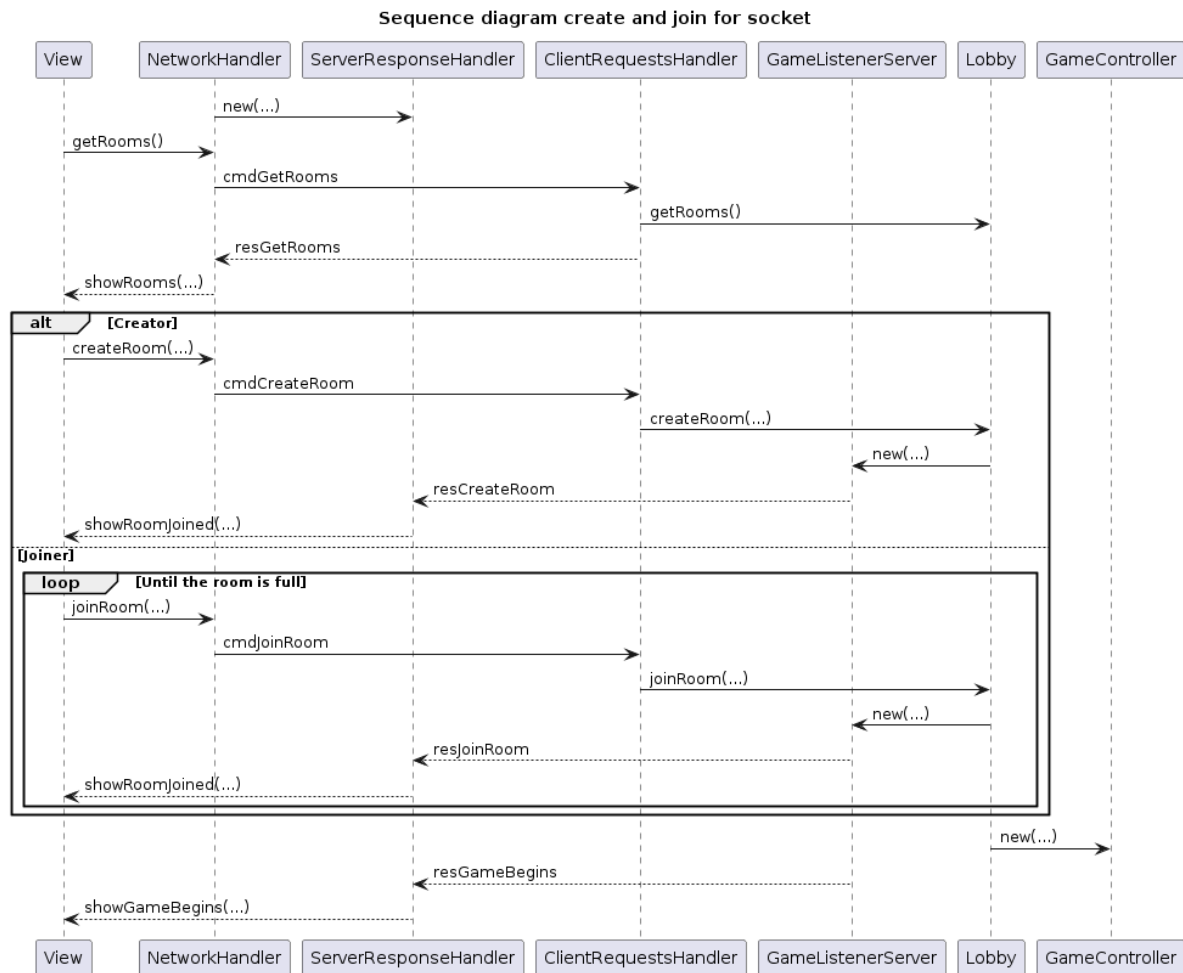 Sequence diagram create and join for socket
View NetworkHandler ServerResponseHandler ClientRequestsHandler GameListenerServer Lobby GameController
new(...)
getRooms()
cmdGetRooms
getRooms()
resGetRooms
showRooms(...)
alt [Creator]
createRoom(...)
cmdCreateRoom
createRoom(...)
new(...)
resCreateRoom
showRoomJoined(...)
[Joiner]
loop [Until the room is full]
joinRoom(...)
cmdJoinRoom
joinRoom(...)
new(...)
resJoinRoom
showRoomJoined(...)
new(...)
resGameBegins
showGameBegins(...)
View NetworkHandler ServerResponseHandler ClientRequestsHandler GameListenerServer Lobby GameController